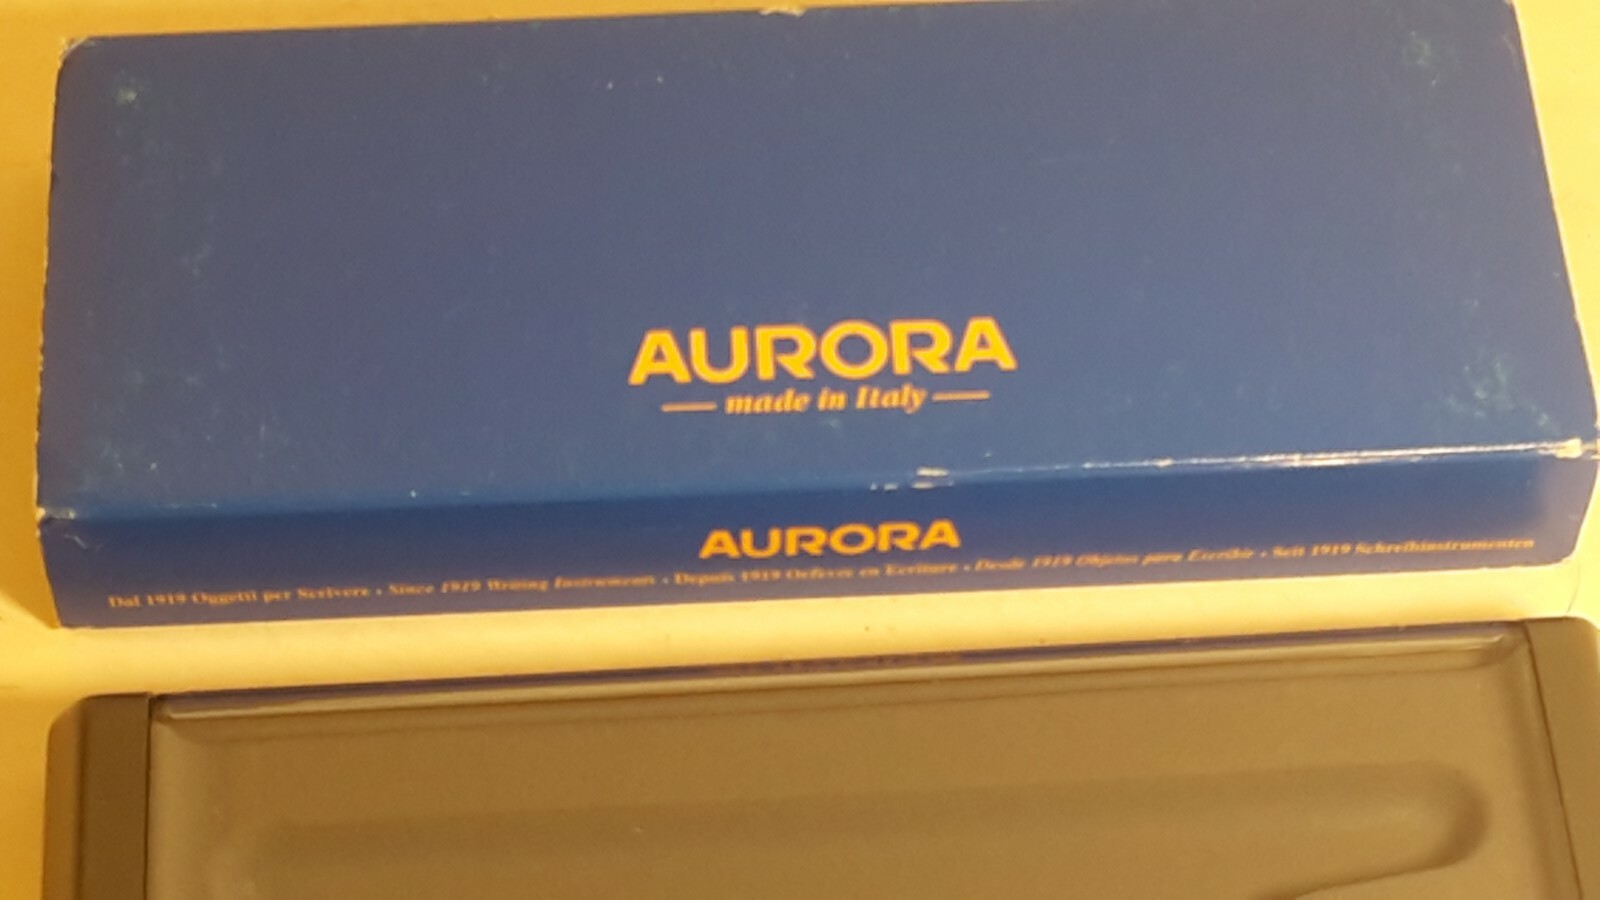 AURORA
made in Italy
AURORA
Dal 1919 Oggetti per Scrivere • Since 1919 Writing Instruments • Depuis 1919 Orfèvre en Ecriture • Desde 1919 Objetos para Escribir • Seit 1919 Schreibinstrumenten